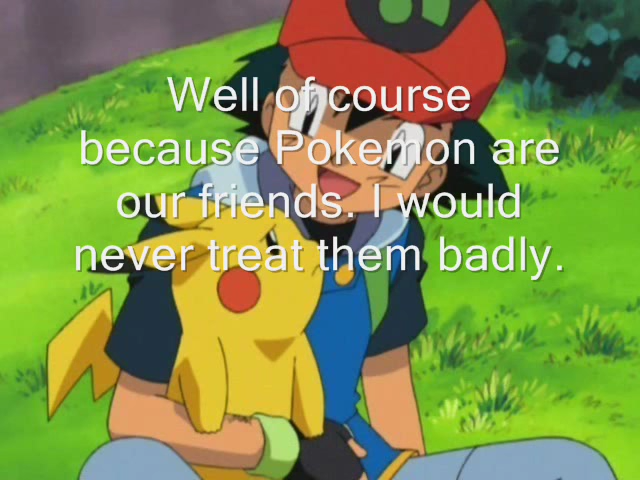 Well of course
because Pokemon are
our friends. I would
never treat them badly.